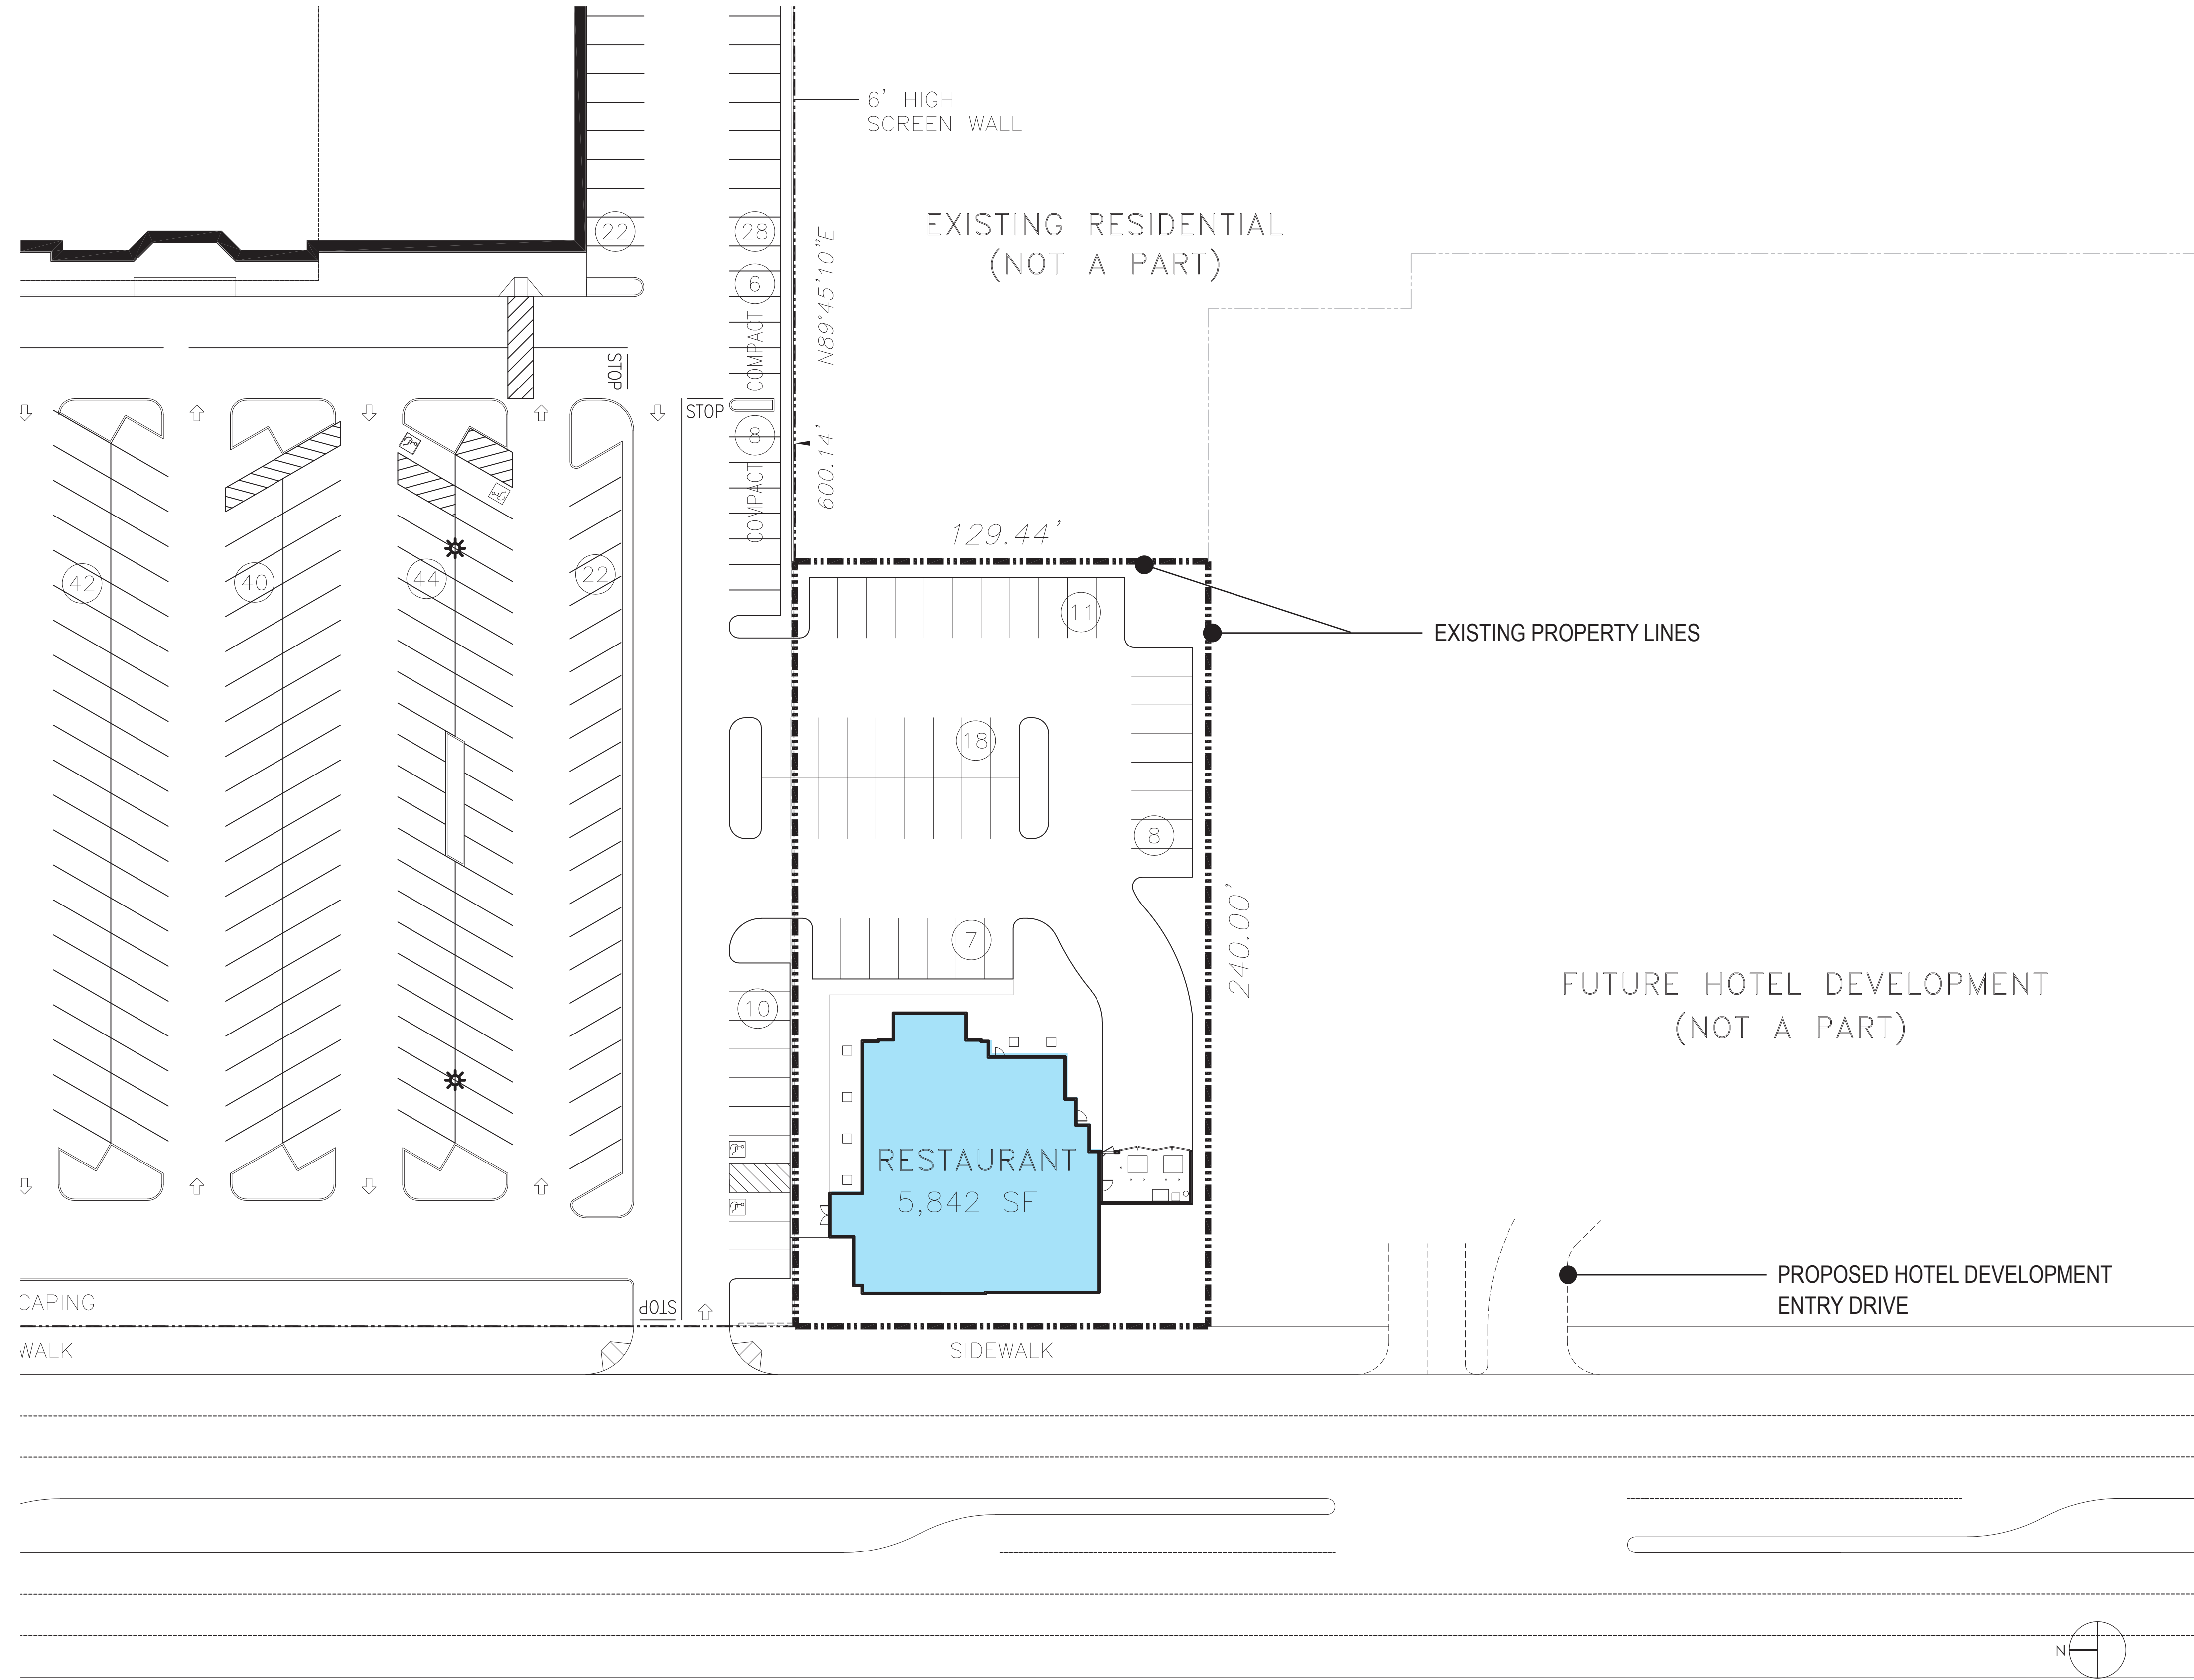 6' HIGH
SCREEN WALL
EXISTING RESIDENTIAL
(NOT A PART)
22
28
6
COMPACT
N89°45'10"E
STOP
STOP
8
COMPACT
600.14'
129.44'
42
40
44
22
11
EXISTING PROPERTY LINES
18
8
7
240.00'
10
FUTURE HOTEL DEVELOPMENT
(NOT A PART)
RESTAURANT
5,842 SF
PROPOSED HOTEL DEVELOPMENT
ENTRY DRIVE
CAPING
STOP
WALK
SIDEWALK
N